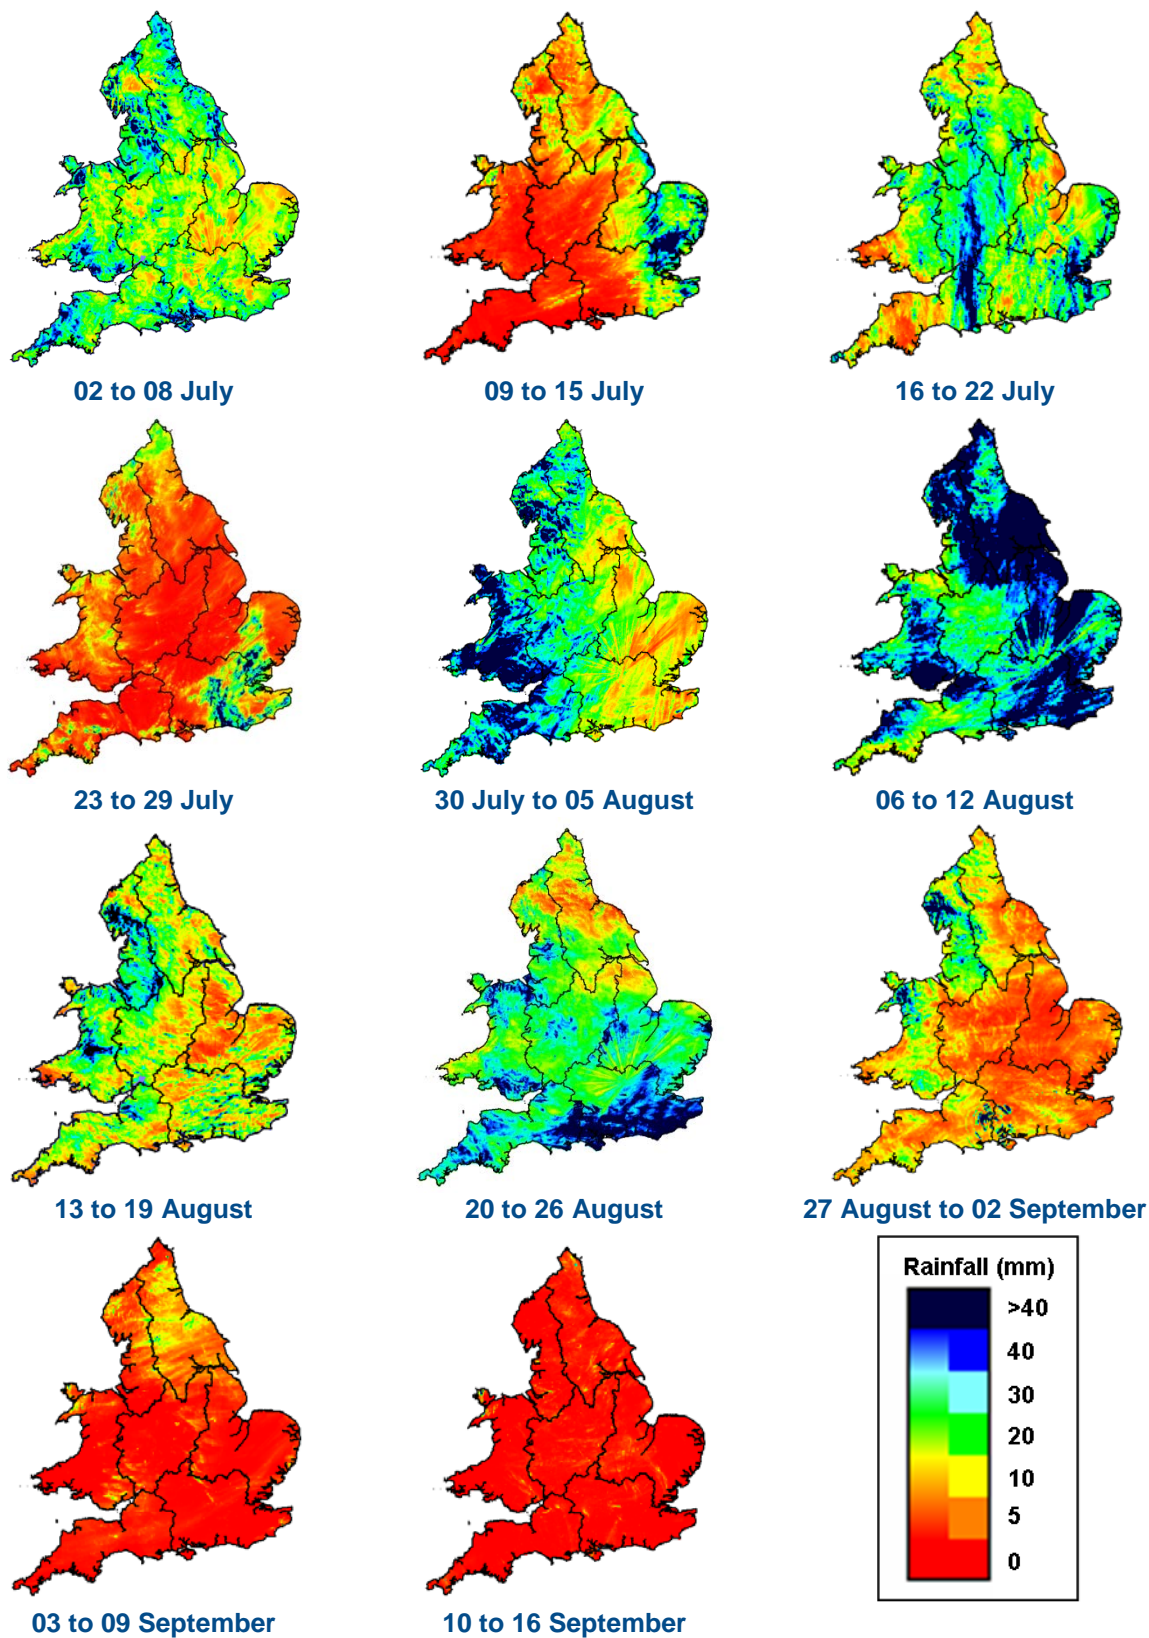 02 to 08 July
09 to 15 July
16 to 22 July
23 to 29 July
30 July to 05 August
06 to 12 August
13 to 19 August
20 to 26 August
27 August to 02 September
03 to 09 September
10 to 16 September
Rainfall (mm)
>40
40
30
20
10
5
0